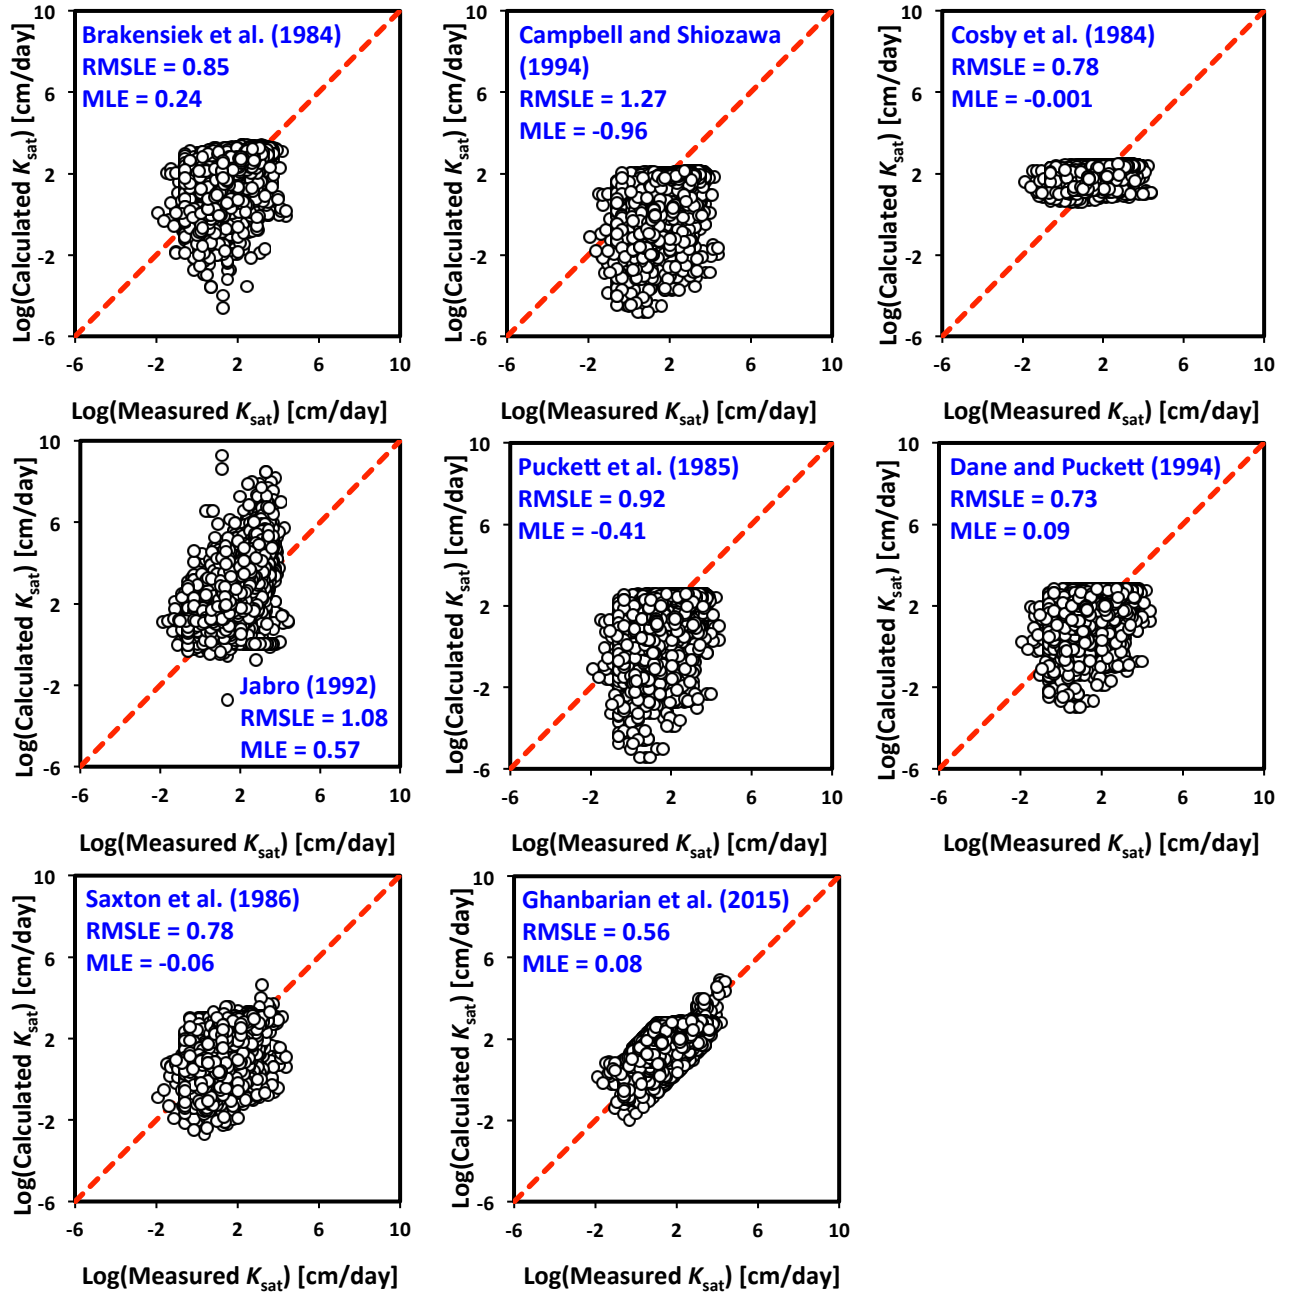 Brakensiek et al. (1984)
RMSLE = 0.85
MLE = 0.24
Log(Calculated Ksat) [cm/day]
10
6
2
-2
-6
-6
-2
2
6
10
Log(Measured Ksat) [cm/day]
Campbell and Shiozawa
(1994)
RMSLE = 1.27
MLE = -0.96
Log(Calculated Ksat) [cm/day]
10
6
2
-2
-6
-6
-2
2
6
10
Log(Measured Ksat) [cm/day]
Cosby et al. (1984)
RMSLE = 0.78
MLE = -0.001
Log(Calculated Ksat) [cm/day]
10
6
2
-2
-6
-6
-2
2
6
10
Log(Measured Ksat) [cm/day]
Log(Calculated Ksat) [cm/day]
10
6
2
-2
-6
Jabro (1992)
RMSLE = 1.08
MLE = 0.57
-6
-2
2
6
10
Log(Measured Ksat) [cm/day]
Puckett et al. (1985)
RMSLE = 0.92
MLE = -0.41
Log(Calculated Ksat) [cm/day]
10
6
2
-2
-6
-6
-2
2
6
10
Log(Measured Ksat) [cm/day]
Dane and Puckett (1994)
RMSLE = 0.73
MLE = 0.09
Log(Calculated Ksat) [cm/day]
10
6
2
-2
-6
-6
-2
2
6
10
Log(Measured Ksat) [cm/day]
Saxton et al. (1986)
RMSLE = 0.78
MLE = -0.06
Log(Calculated Ksat) [cm/day]
10
6
2
-2
-6
-6
-2
2
6
10
Log(Measured Ksat) [cm/day]
Ghanbarian et al. (2015)
RMSLE = 0.56
MLE = 0.08
Log(Calculated Ksat) [cm/day]
10
6
2
-2
-6
-6
-2
2
6
10
Log(Measured Ksat) [cm/day]